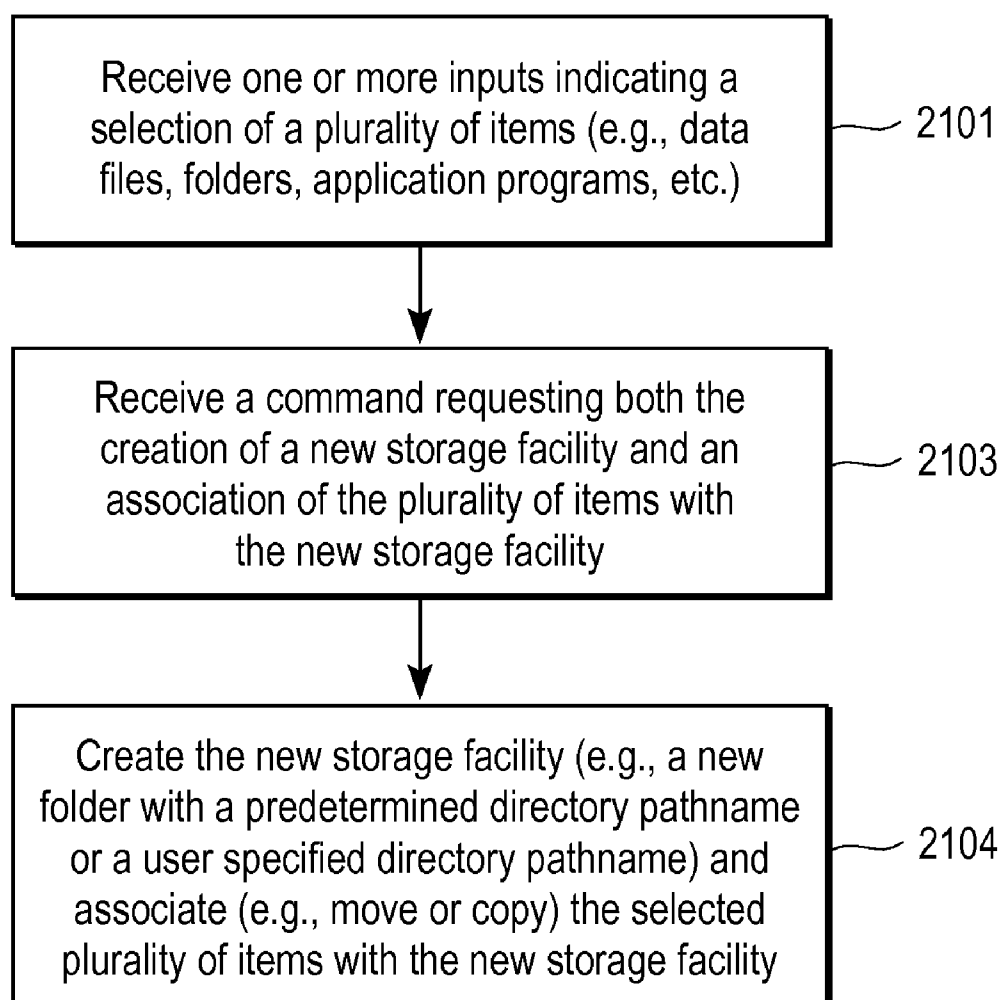 Receive one or more inputs indicating a
selection of a plurality of items (e.g., data
files, folders, application programs, etc.)
2101
Receive a command requesting both the
creation of a new storage facility and an
association of the plurality of items with
the new storage facility
2103
Create the new storage facility (e.g., a new
folder with a predetermined directory pathname
or a user specified directory pathname) and
associate (e.g., move or copy) the selected
plurality of items with the new storage facility
2104